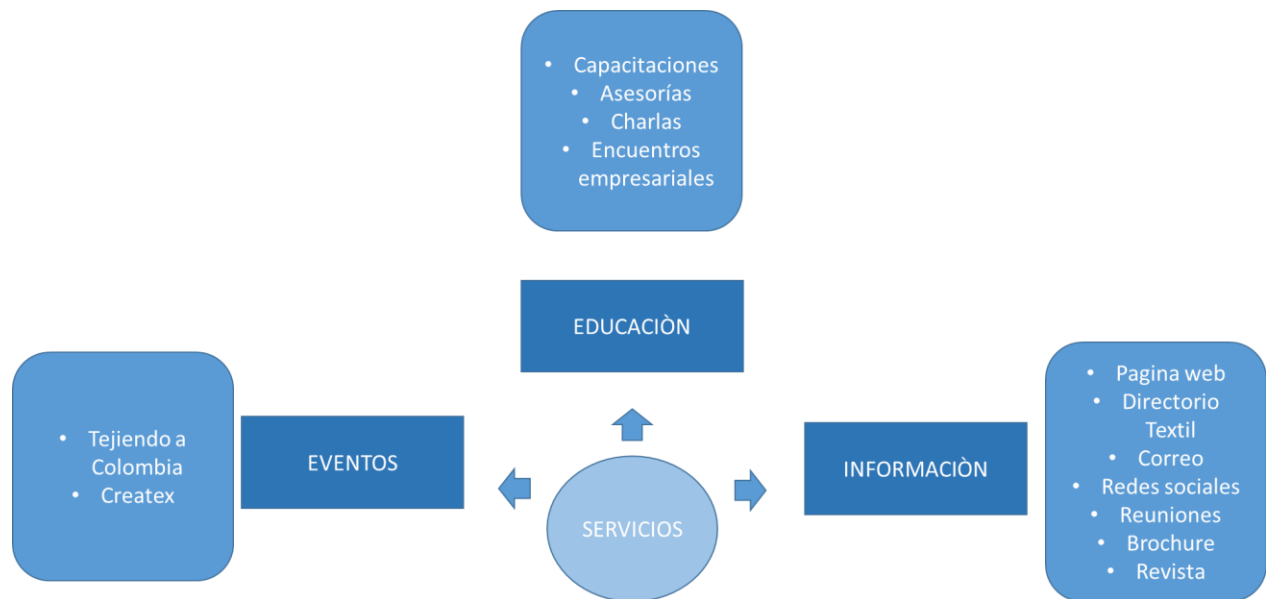 • Capacitaciones
• Asesorías
• Charlas
• Encuentros
empresariales
EDUCACIÒN
• Tejiendo a
Colombia
• Createx
EVENTOS
SERVICIOS
INFORMACIÒN
• Pagina web
• Directorio
Textil
• Correo
• Redes sociales
• Reuniones
• Brochure
• Revista